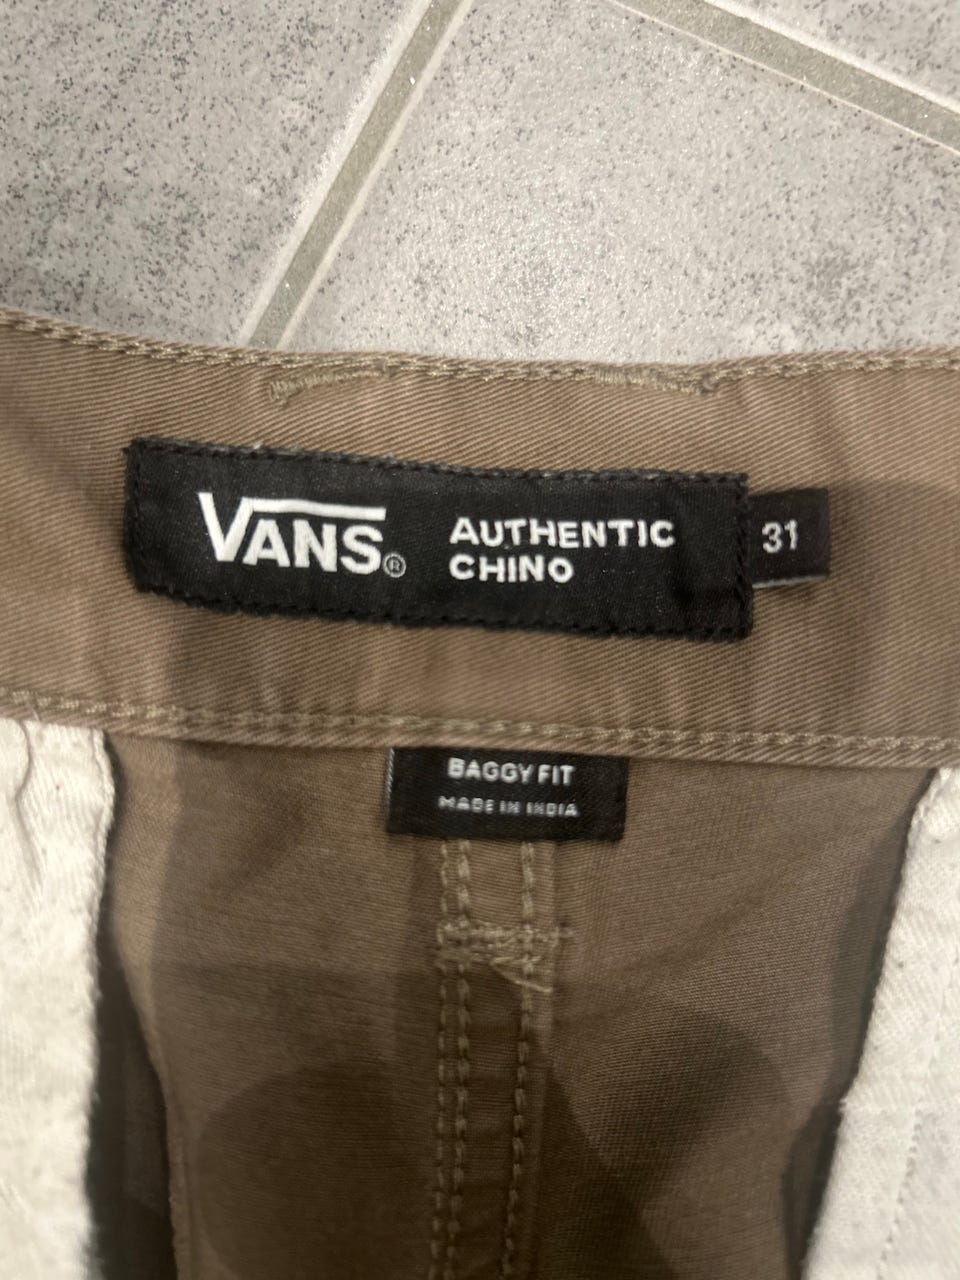 VANS® AUTHENTIC
CHINO
31
BAGGY FIT
MADE IN INDIA